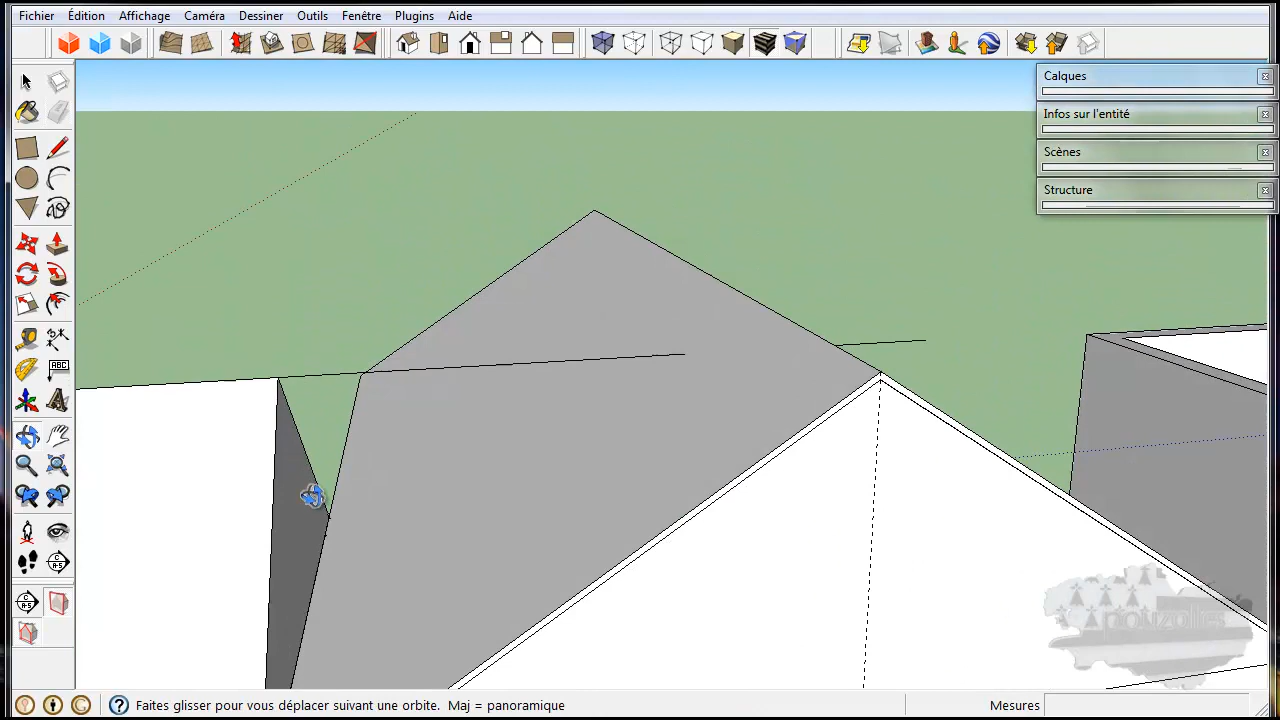 Fichier Édition Affichage Caméra Dessiner Outils Fenêtre Plugins Aide
Calques
Infos sur l'entité
Scènes
Structure
ABC
Faites glisser pour vous déplacer suivant une orbite. Maj = panoramique
Mesures